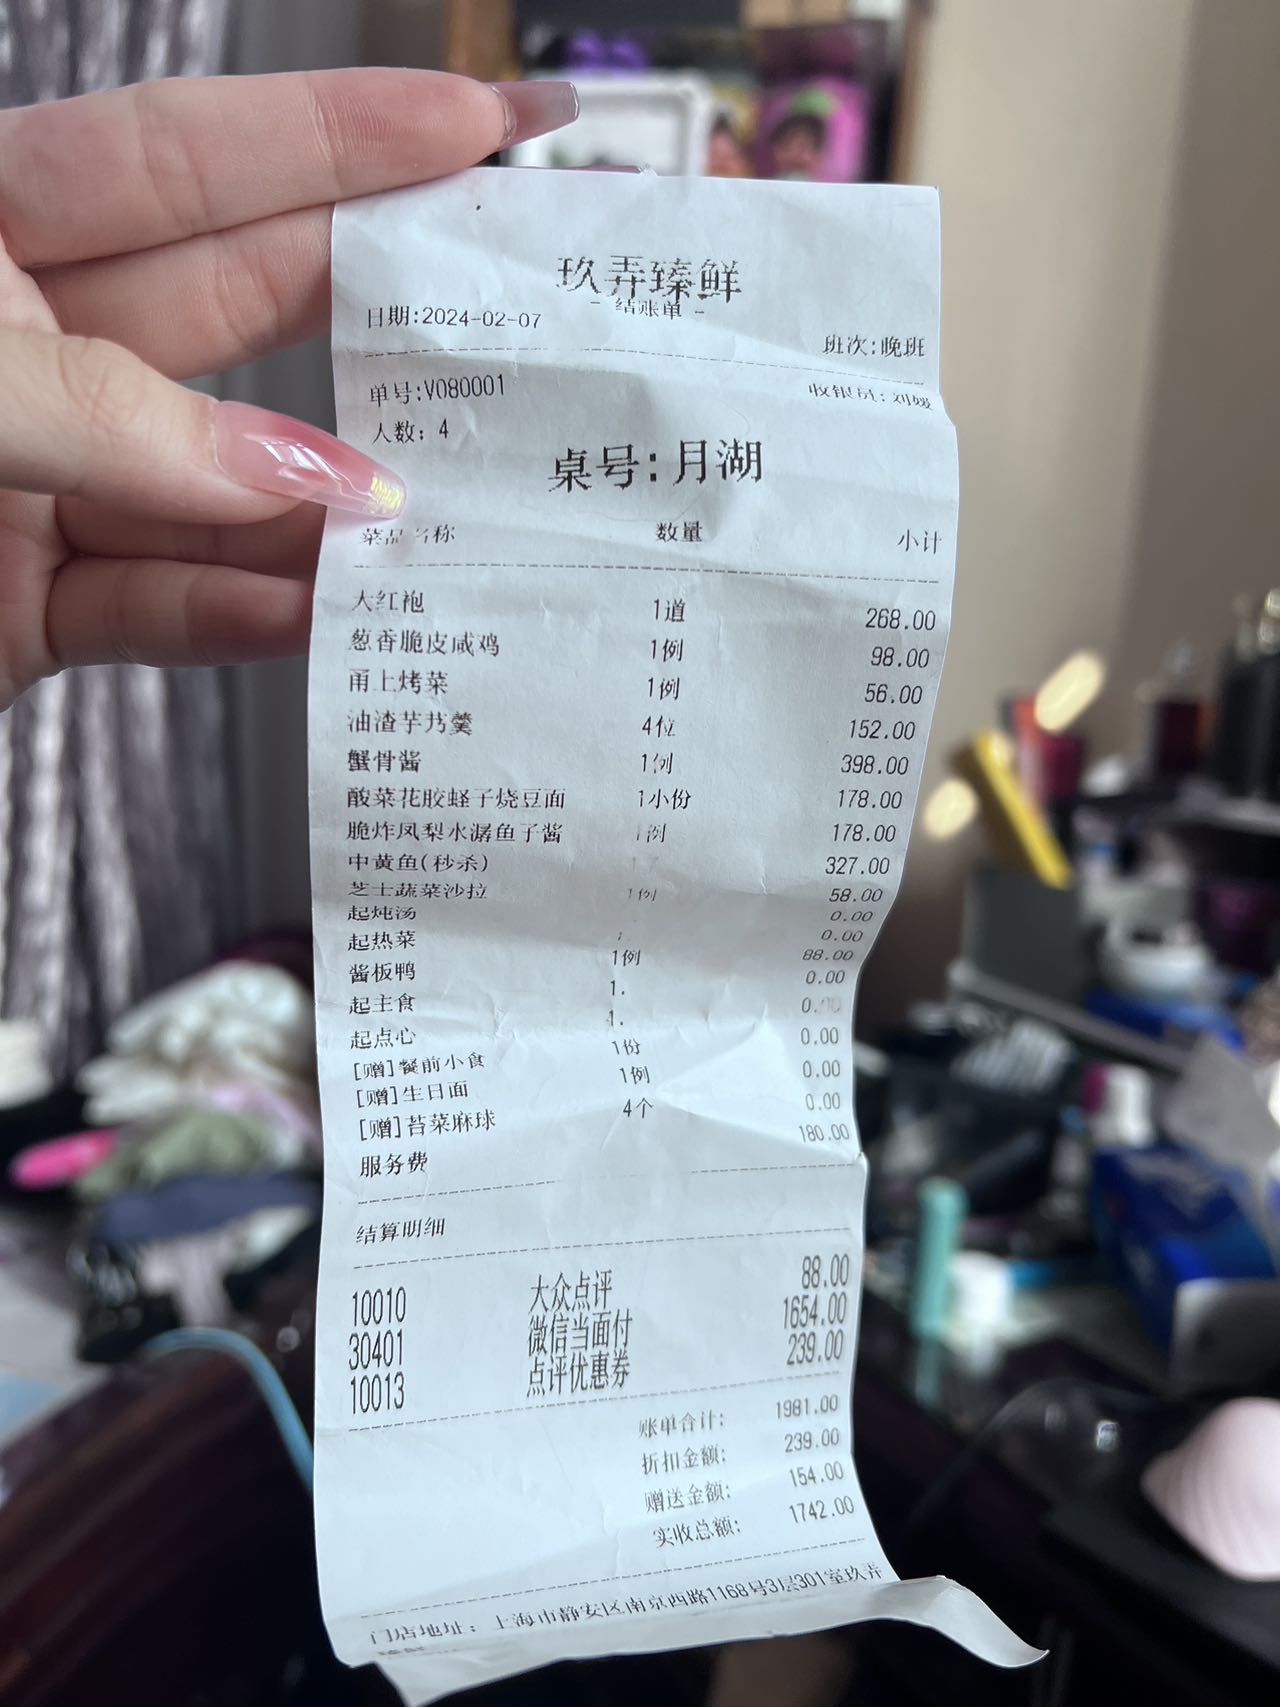 玖弄臻鲜
- 结账单 -
日期:2024-02-07
班次:晚班
单号:V080001 收银员:刘媛
人数: 4
桌号:月湖
菜品名称 数量 小计
大红袍 1道 268.00
葱香脆皮咸鸡 1例 98.00
甬上烤菜 1例 56.00
油渣芋艿羹 4位 152.00
蟹骨酱 1例 398.00
酸菜花胶蛏子烧豆面 1小份 178.00
脆炸凤梨水潺鱼子酱 1例 178.00
中黄鱼(秒杀) 327.00
芝士蔬菜沙拉 1例 58.00
起炖汤 0.00
起热菜 1. 0.00
酱板鸭 1例 88.00
起主食 1. 0.00
起点心 1. 0.00
[赠]餐前小食 1份 0.00
[赠]生日面 1例 0.00
[赠]苔菜麻球 4个 0.00
服务费 180.00
结算明细
10010 大众点评 88.00
30401 微信当面付 1654.00
10013 点评优惠券 239.00
账单合计: 1981.00
折扣金额: 239.00
赠送金额: 154.00
实收总额: 1742.00
门店地址: 上海市静安区南京西路1168号3层301室玖弄